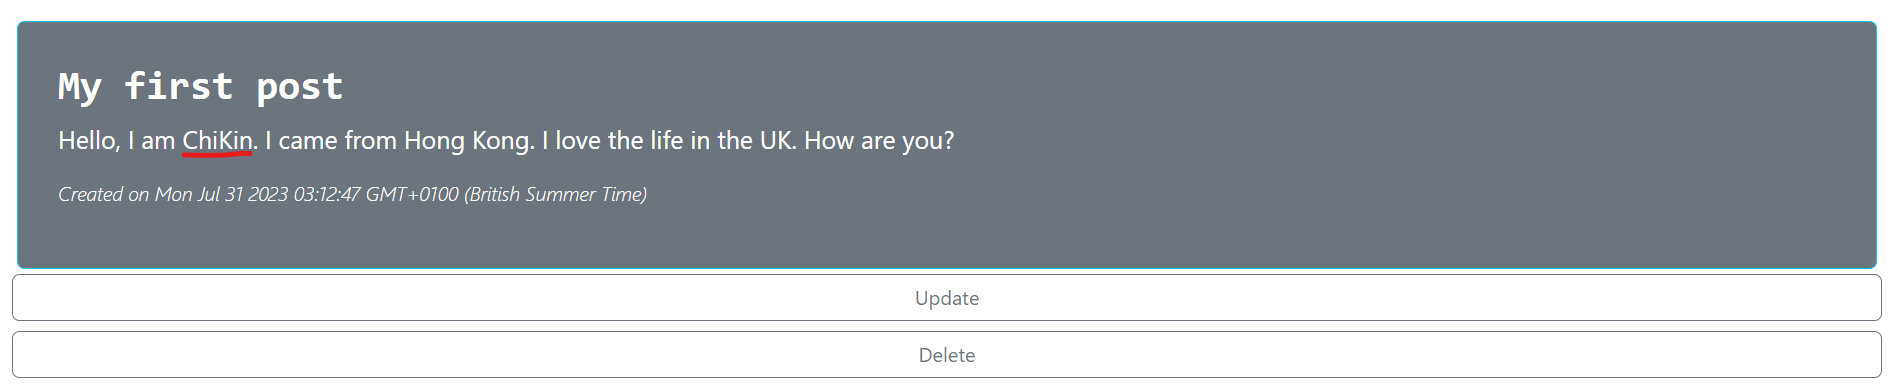 My first post
Hello, I am ChiKin. I came from Hong Kong. I love the life in the UK. How are you?
Created on Mon Jul 31 2023 03:12:47 GMT+0100 (British Summer Time)
Update
Delete